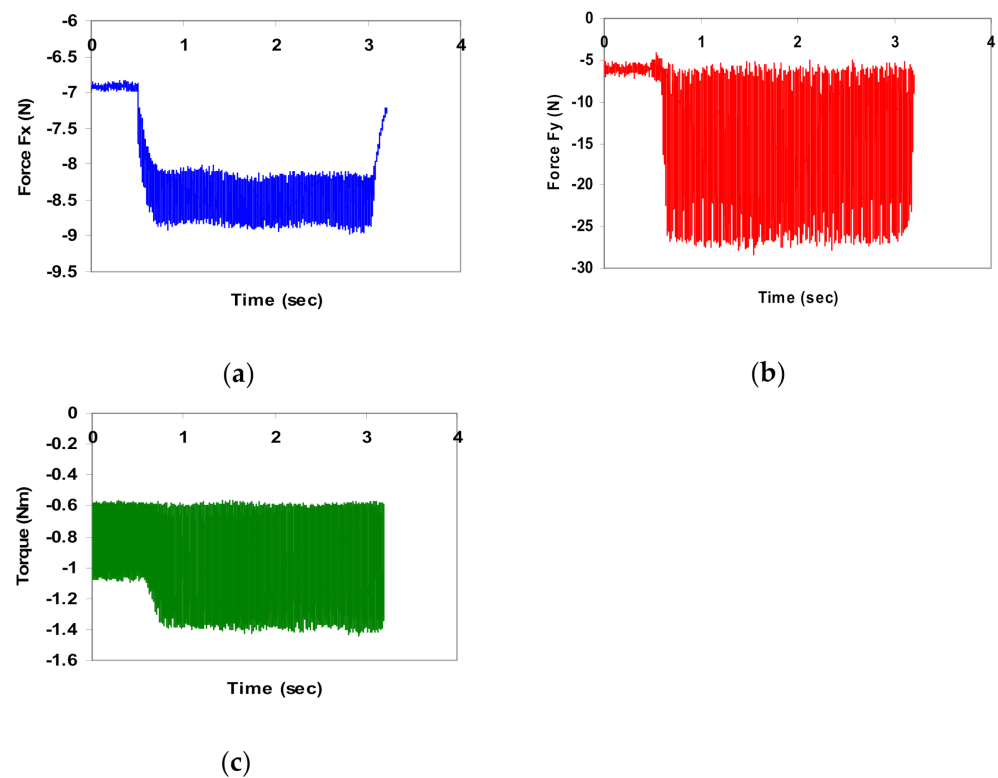 -6
0 1 2 3 4
-6.5
-7
-7.5
-8
-8.5
-9
-9.5
Force Fx (N)
Time (sec)
(a)
0 1 2 3 4
-5
-10
-15
-20
-25
-30
Force Fy (N)
Time (sec)
(b)
0
0 1 2 3 4
-0.2
-0.4
-0.6
-0.8
-1
-1.2
-1.4
-1.6
Torque (Nm)
Time (sec)
(c)